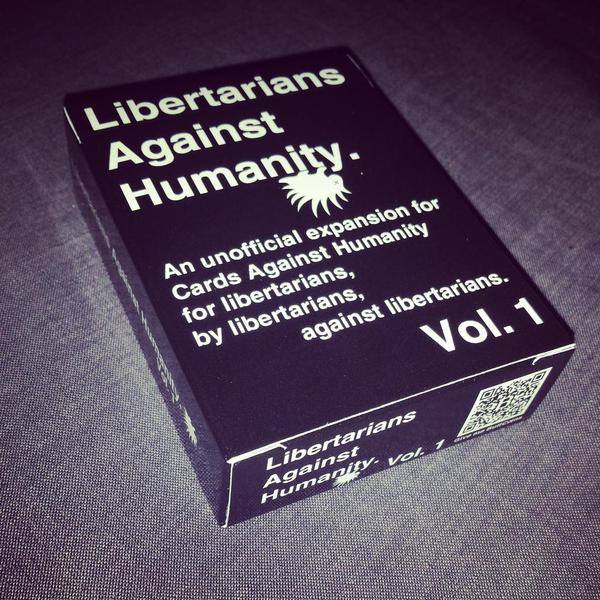 Libertarians
Against
Humanity.
An unofficial expansion for
Cards Against Humanity
for libertarians,
by libertarians,
against libertarians.
Vol. 1
Libertarians
Against
Humanity. Vol. 1